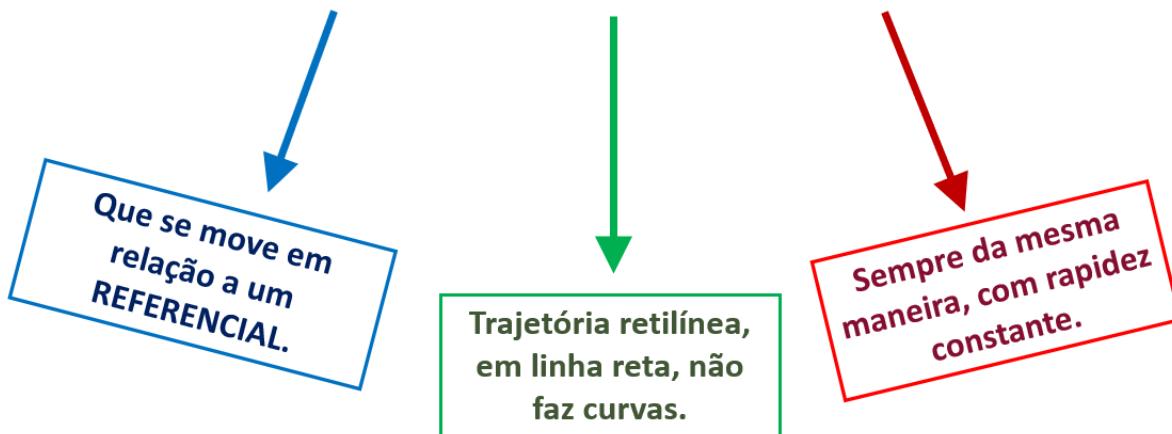 Que se move em
relação a um
REFERENCIAL.
Trajetória retilínea,
em linha reta, não
faz curvas.
Sempre da mesma
maneira, com rapidez
constante.